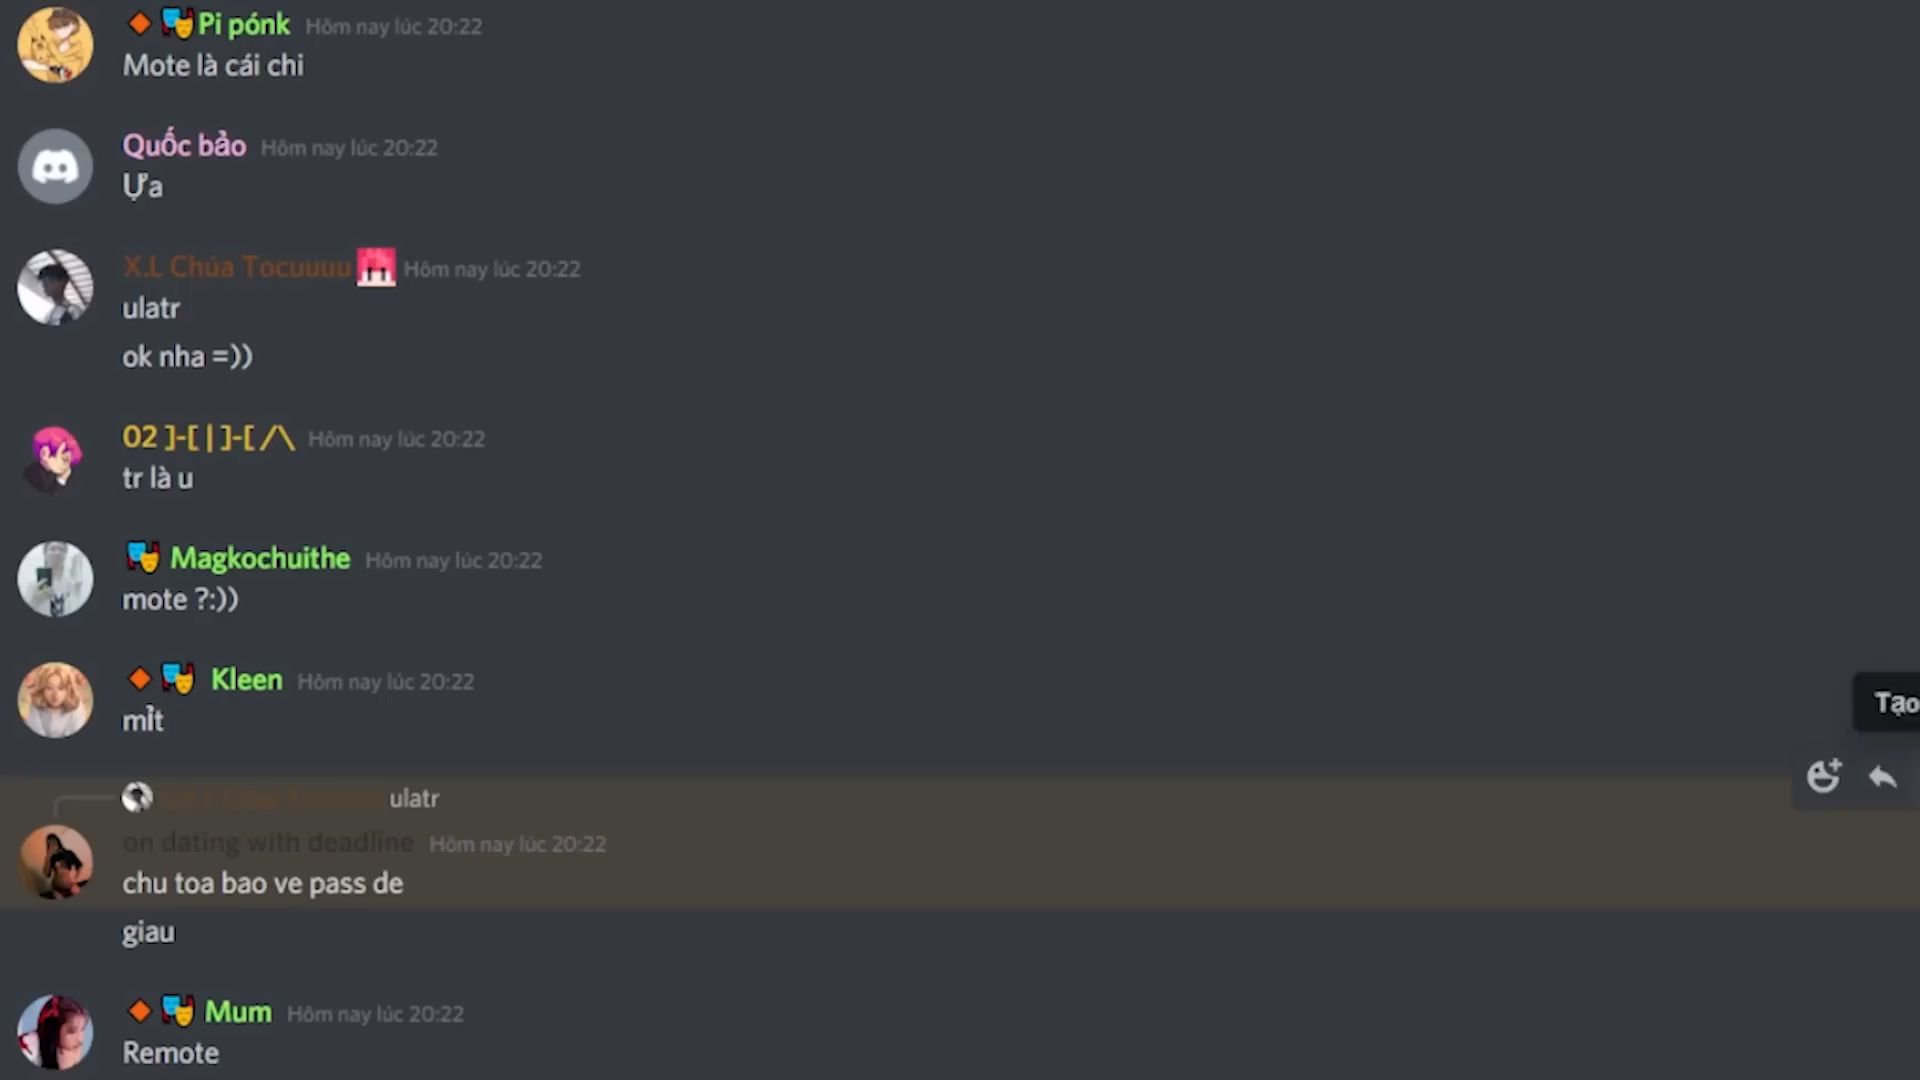 Pi pónk Hôm nay lúc 20:22
Mote là cái chi
Quốc bảo Hôm nay lúc 20:22
Ựa
X.L Chúa Tocuuuu Hôm nay lúc 20:22
ulatr
ok nha =))
02 ]-[ | ]-[ /\ Hôm nay lúc 20:22
tr là u
Magkochuithe Hôm nay lúc 20:22
mote ?:))
Kleen Hôm nay lúc 20:22
mỉt
Tạo
ulatr
on dating with deadline Hôm nay lúc 20:22
chu toa bao ve pass de
giau
Mum Hôm nay lúc 20:22
Remote